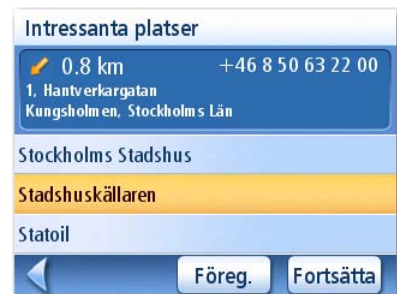 Intressanta platser
0.8 km +46 8 50 63 22 00
1, Hantverkargatan
Kungsholmen, Stockholms Län
Stockholms Stadshus
Stadshuskällaren
Statoil
Föreg. Fortsätta